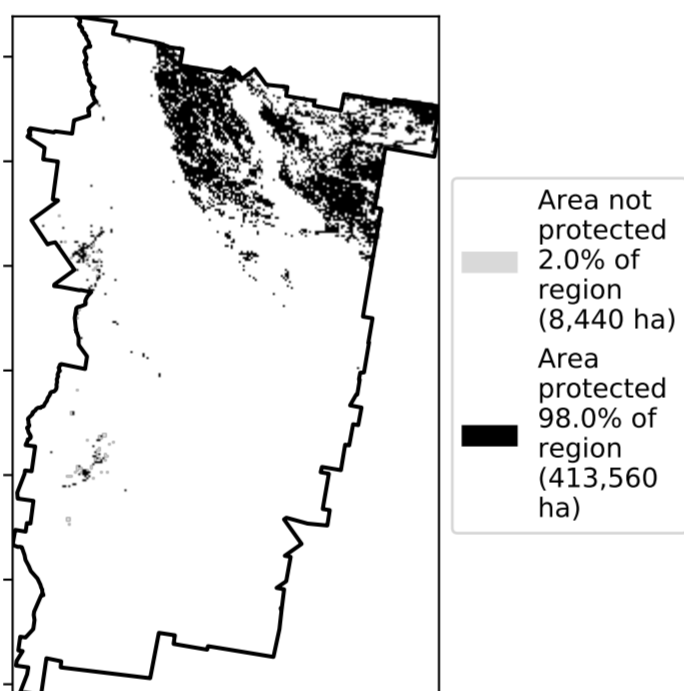 Area not
protected
2.0% of
region
(8,440 ha)
Area
protected
98.0% of
region
(413,560
ha)